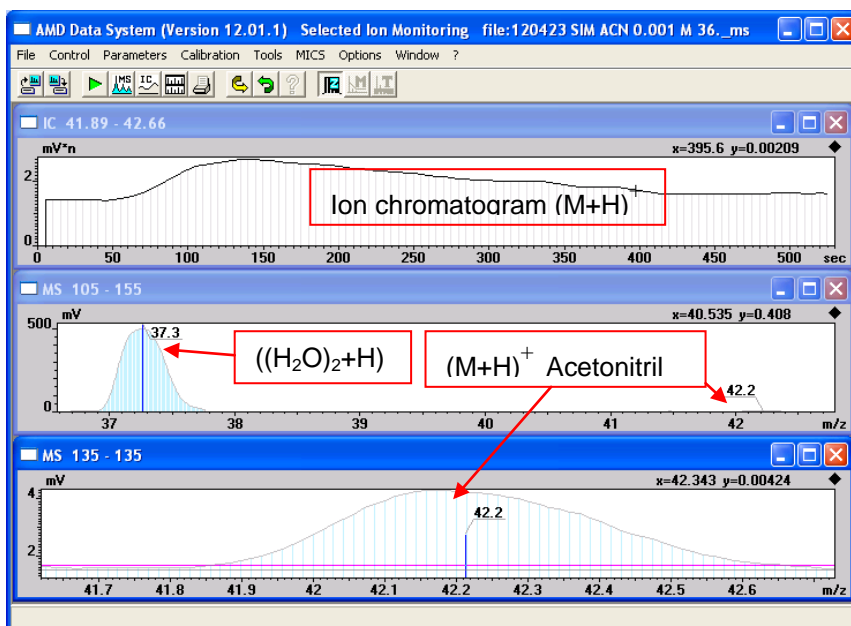 AMD Data System (Version 12.01.1) Selected Ion Monitoring file:120423 SIM ACN 0.001 M 36._ms
File Control Parameters Calibration Tools MICS Options Window ?
MS IC
IC 41.89 - 42.66
mV*n x=395.6 y=0.00209
2
0
Ion chromatogram (M+H)+
0 50 100 150 200 250 300 350 400 450 500 sec
MS 105 - 155
mV x=40.535 y=0.408
500
0
37.3
((H₂O)₂+H)
(M+H)+ Acetonitril
42.2
37 38 39 40 41 42 m/z
MS 135 - 135
mV x=42.343 y=0.00424
4
2
42.2
41.7 41.8 41.9 42 42.1 42.2 42.3 42.4 42.5 42.6 m/z